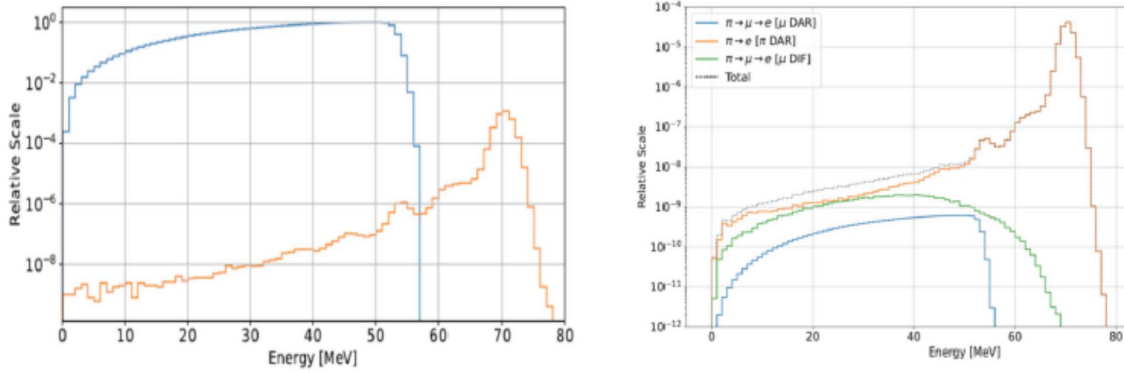 10⁰
10⁻²
10⁻⁴
10⁻⁶
10⁻⁸
Relative Scale
0 10 20 30 40 50 60 70 80
Energy [MeV]
10⁻⁴
10⁻⁵
10⁻⁶
10⁻⁷
10⁻⁸
10⁻⁹
10⁻¹⁰
10⁻¹¹
10⁻¹²
Relative Scale
π→μ→e [μ DAR]
π→e [π DAR]
π→μ→e [μ DIF]
Total
0 20 40 60 80
Energy [MeV]